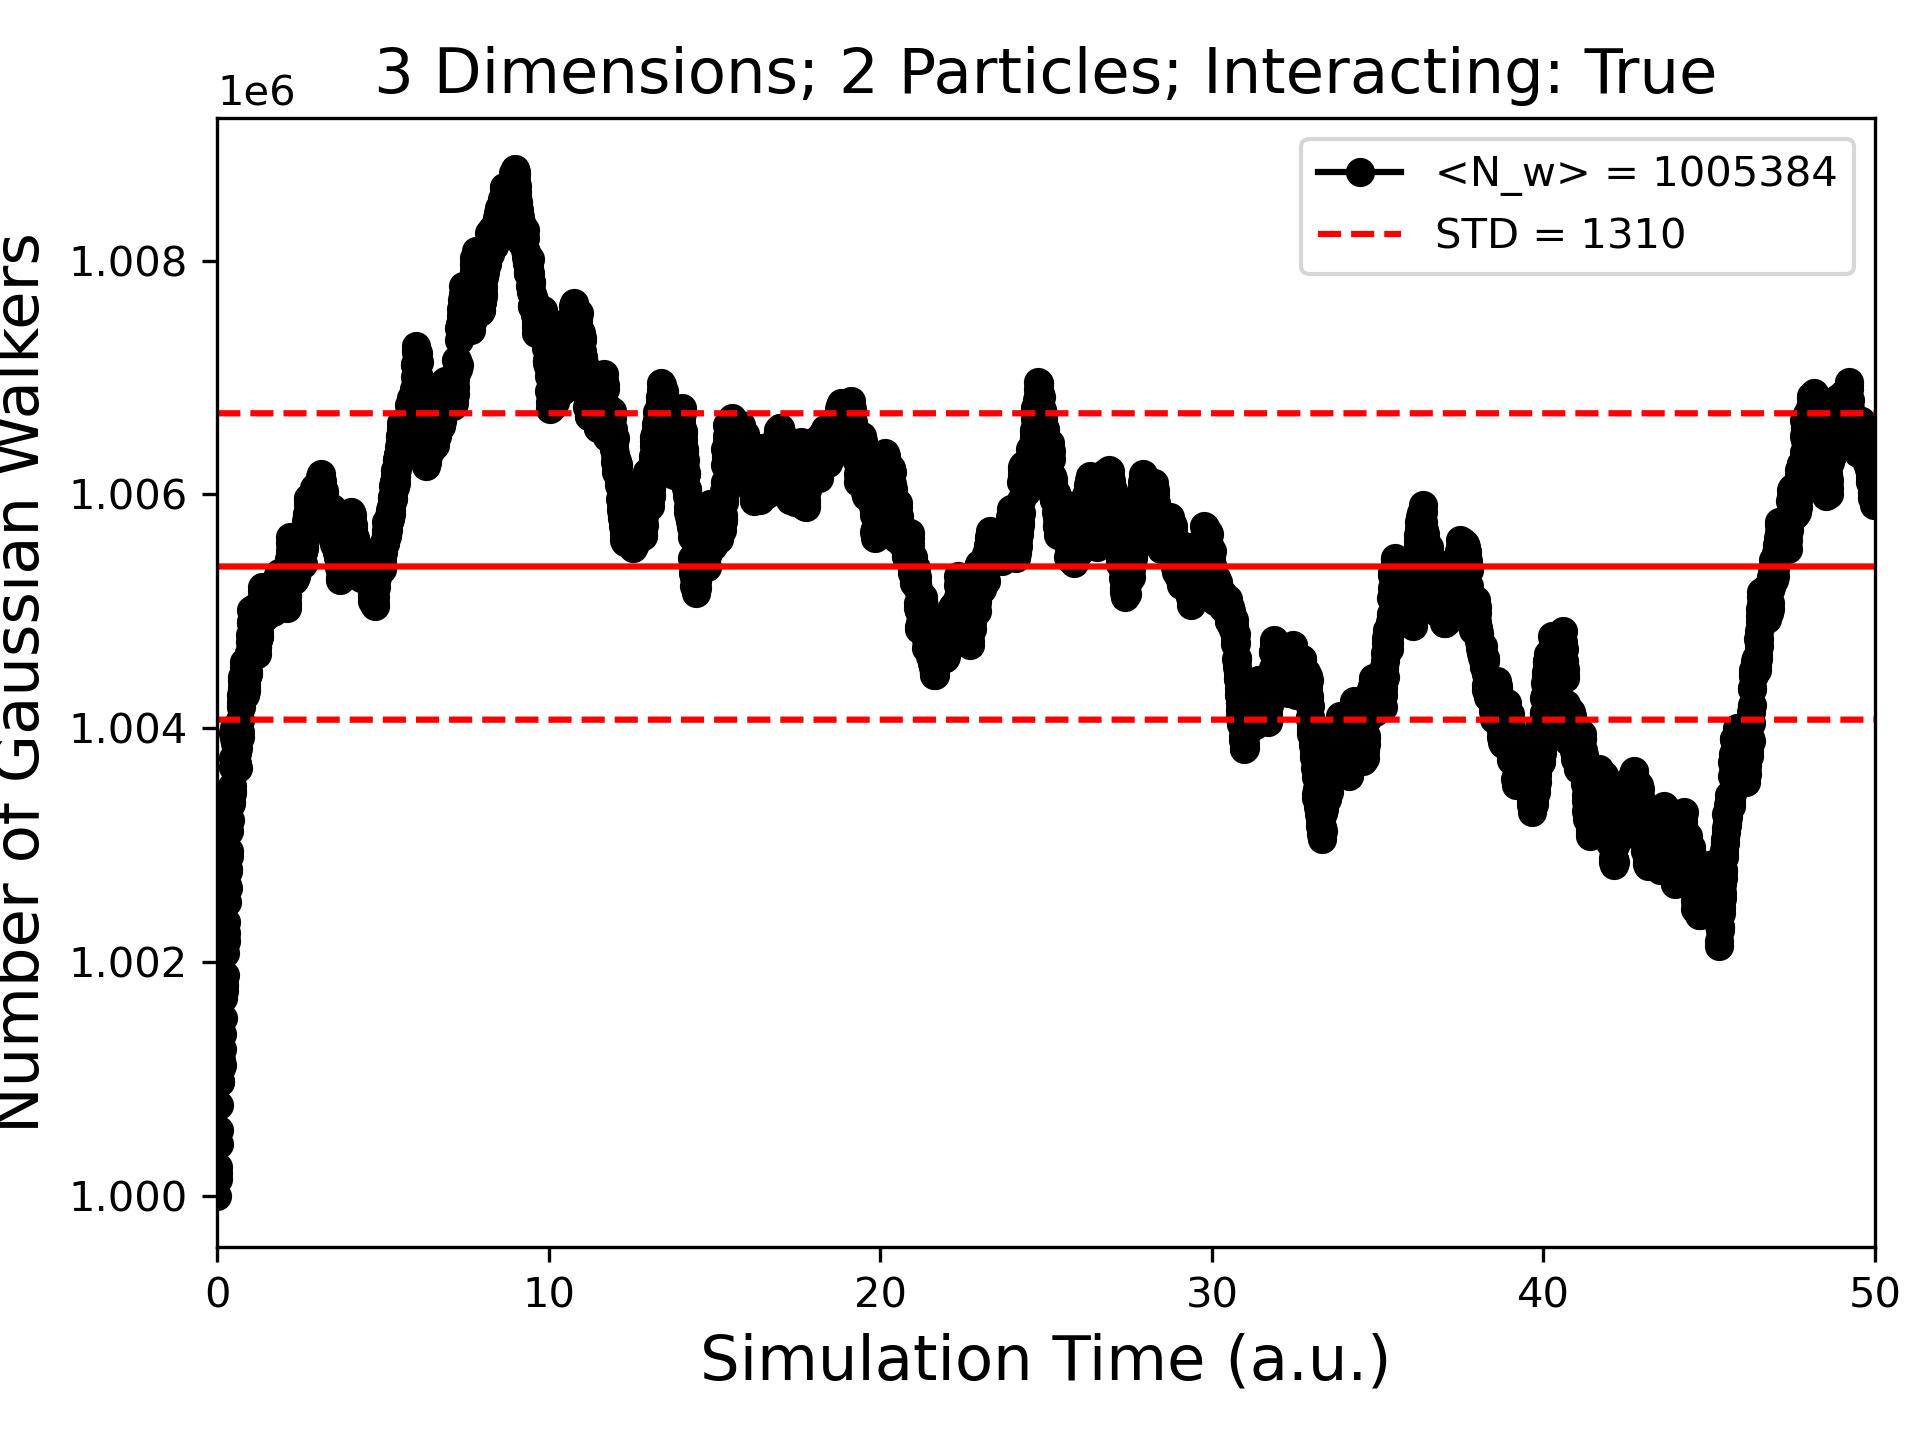 3 Dimensions; 2 Particles; Interacting: True
1e6
<N_w> = 1005384
STD = 1310
Number of Gaussian Walkers
1.008
1.006
1.004
1.002
1.000
0 10 20 30 40 50
Simulation Time (a.u.)